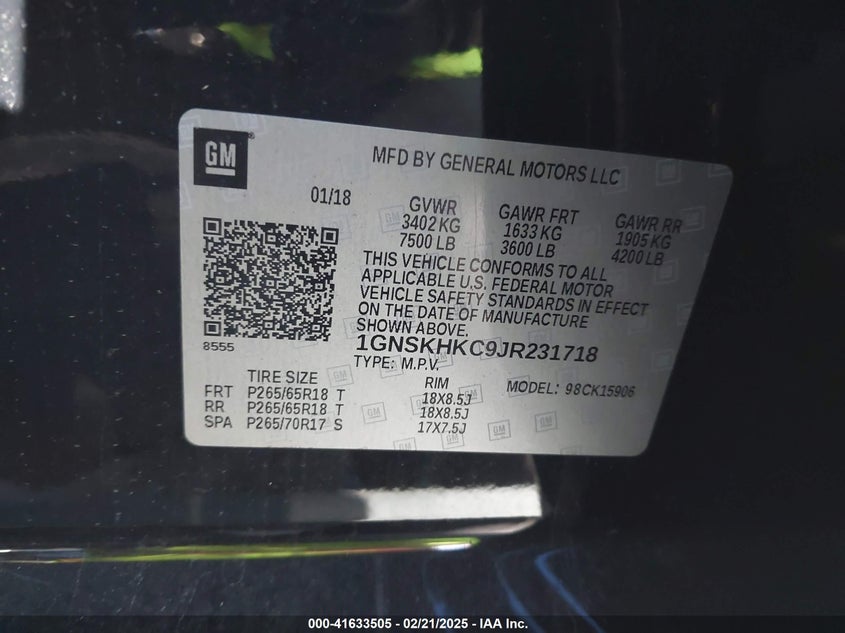 GM
MFD BY GENERAL MOTORS LLC
01/18
GVWR
3402 KG
7500 LB
GAWR FRT
1633 KG
3600 LB
GAWR RR
1905 KG
4200 LB
THIS VEHICLE CONFORMS TO ALL
APPLICABLE U.S. FEDERAL MOTOR
VEHICLE SAFETY STANDARDS IN EFFECT
ON THE DATE OF MANUFACTURE
SHOWN ABOVE.
8555
1GNSKHKC9JR231718
TYPE: M.P.V.
MODEL: 98CK15906
TIRE SIZE RIM
FRT P265/65R18 T 18X8.5J
RR P265/65R18 T 18X8.5J
SPA P265/70R17 S 17X7.5J
000-41633505 - 02/21/2025 - IAA Inc.